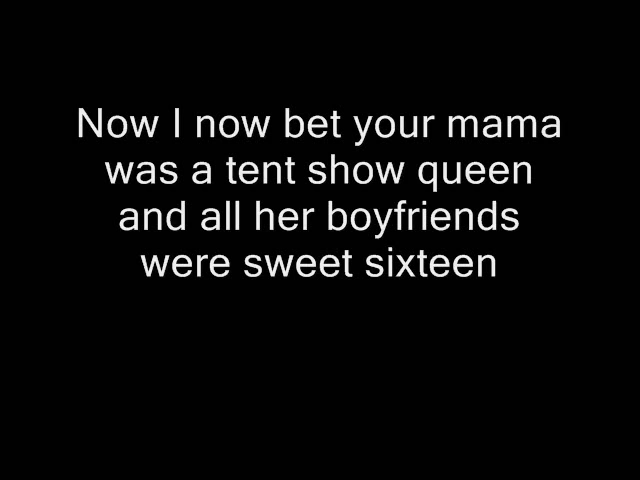 Now I now bet your mama
was a tent show queen
and all her boyfriends
were sweet sixteen